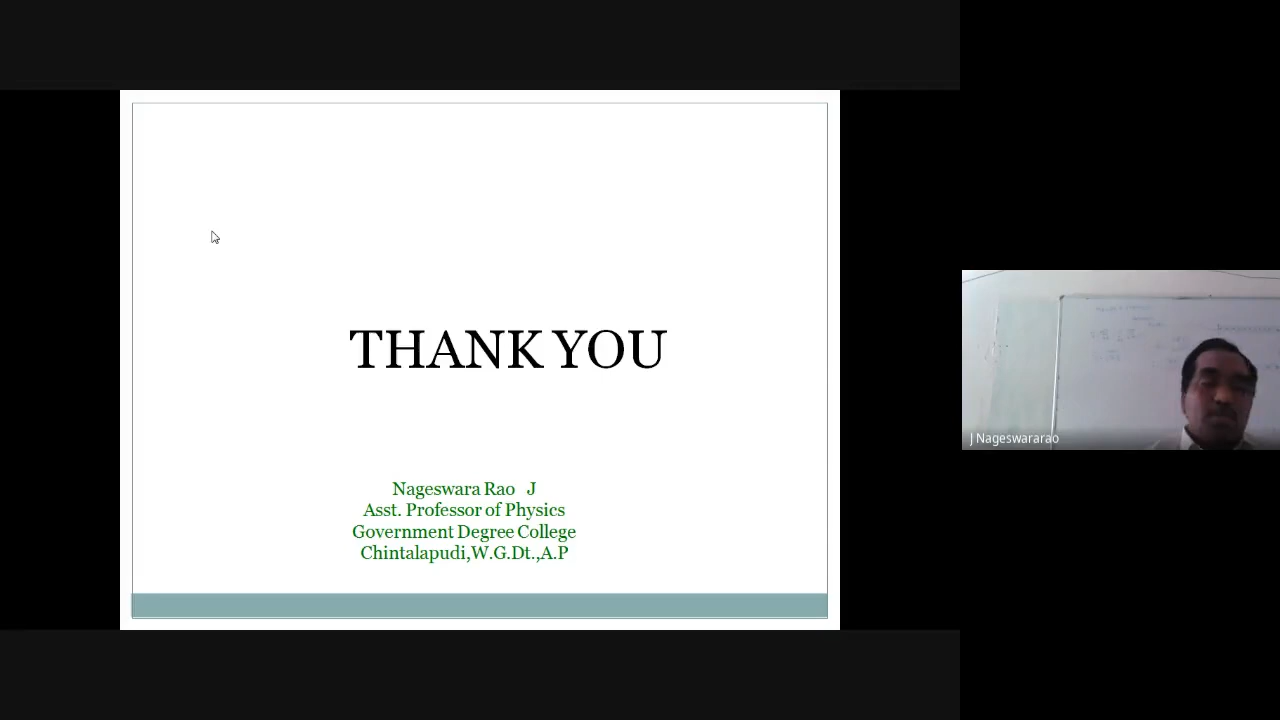 THANK YOU
Nageswara Rao J
Asst. Professor of Physics
Government Degree College
Chintalapudi,W.G.Dt.,A.P
J Nageswararao